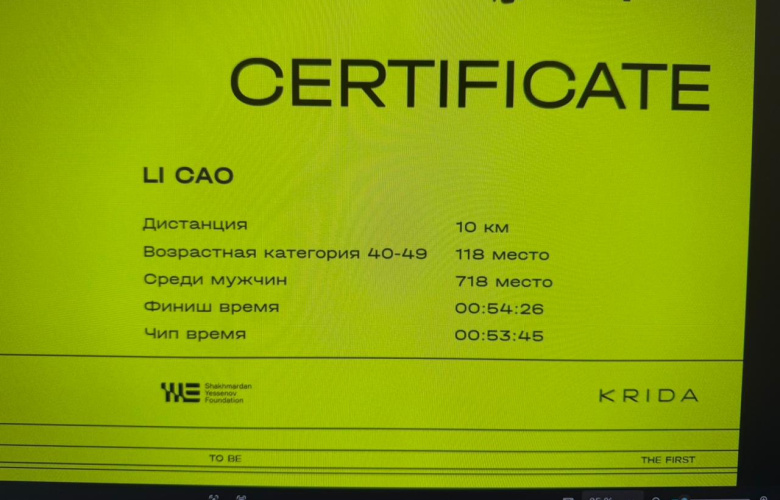 CERTIFICATE
LI CAO
Дистанция 10 км
Возрастная категория 40-49 118 место
Среди мужчин 718 место
Финиш время 00:54:26
Чип время 00:53:45
Shakhmardan
Yessenov
Foundation
KRIDA
TO BE THE FIRST